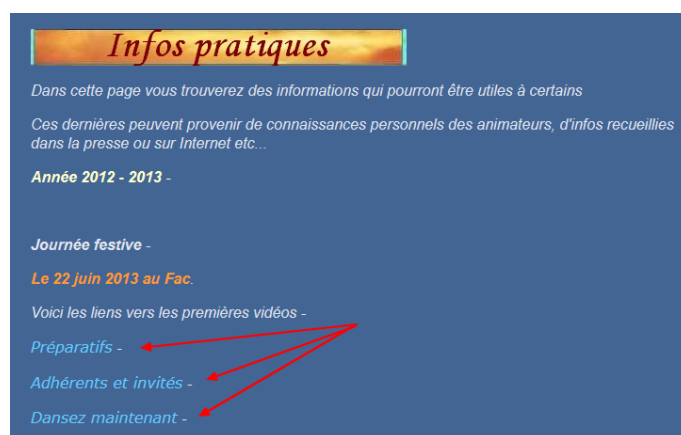 Infos pratiques
Dans cette page vous trouverez des informations qui pourront être utiles à certains
Ces dernières peuvent provenir de connaissances personnels des animateurs, d'infos recueillies
dans la presse ou sur Internet etc...
Année 2012 - 2013 -
Journée festive -
Le 22 juin 2013 au Fac.
Voici les liens vers les premières vidéos -
Préparatifs -
Adhérents et invités -
Dansez maintenant -